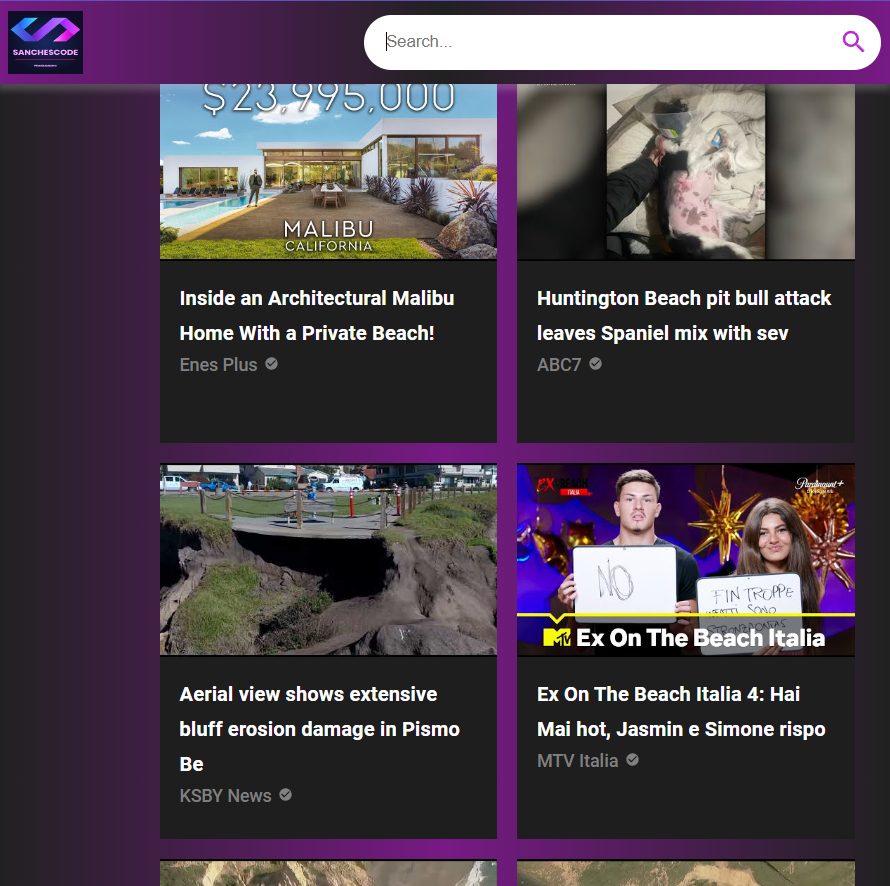 SANCHESCODE
Search...
$23,995,000
MALIBU
CALIFORNIA
Inside an Architectural Malibu
Home With a Private Beach!
Enes Plus
Huntington Beach pit bull attack
leaves Spaniel mix with sev
ABC7
Aerial view shows extensive
bluff erosion damage in Pismo
Be
KSBY News
EX BEACH
ITALIA
Paramount+
NO
FIN TROPPE
INFATTI SONO
MTV Ex On The Beach Italia
Ex On The Beach Italia 4: Hai
Mai hot, Jasmin e Simone rispo
MTV Italia